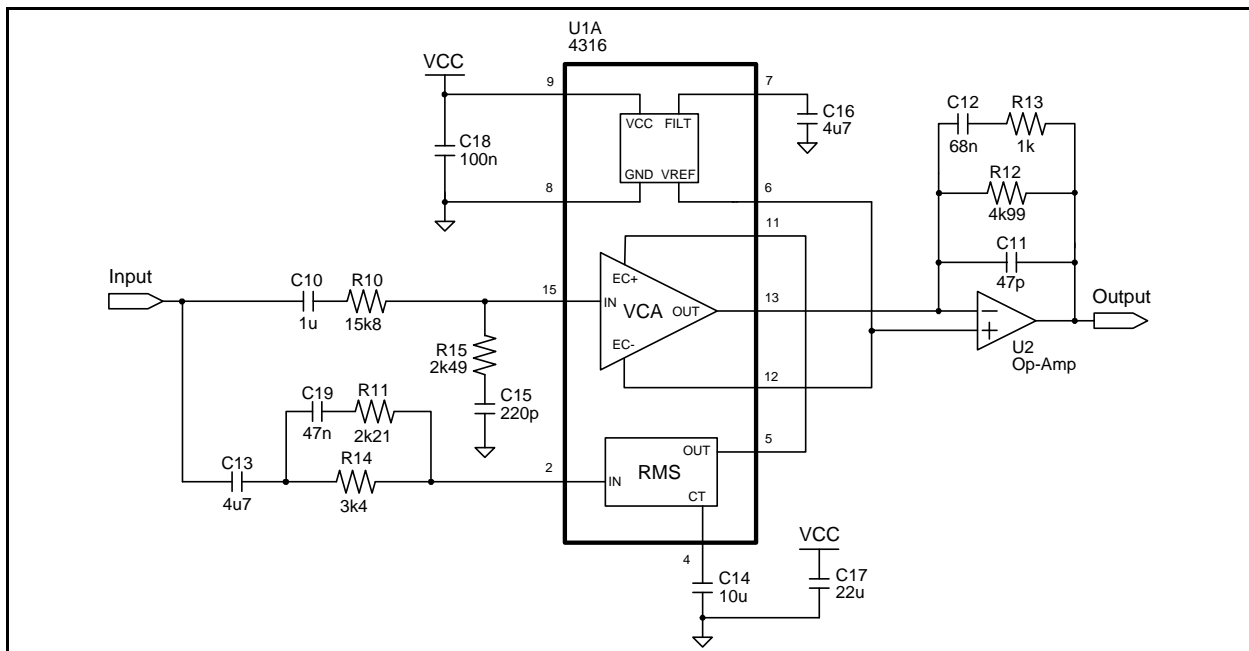 U1A
4316
VCC
9
7
C12
R13
C16
4u7
68n
1k
C18
100n
VCC
FILT
GND
VREF
R12
4k99
8
6
11
C11
47p
Input
C10
R10
15
EC+
IN
VCA
OUT
13
Output
1u
15k8
EC-
−
+
U2
Op-Amp
R15
2k49
12
C15
220p
C19
R11
47n
2k21
5
C13
R14
2
OUT
IN
RMS
CT
4u7
3k4
4
VCC
C14
10u
C17
22u